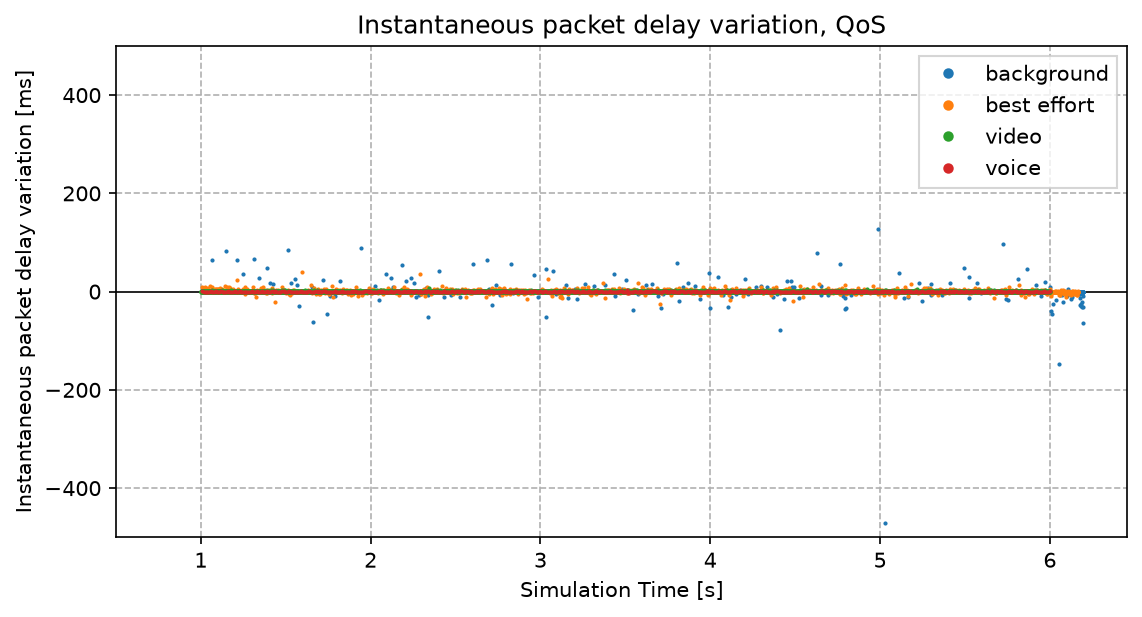 Instantaneous packet delay variation, QoS
Instantaneous packet delay variation [ms]
400
200
0
−200
−400
background
best effort
video
voice
1 2 3 4 5 6
Simulation Time [s]